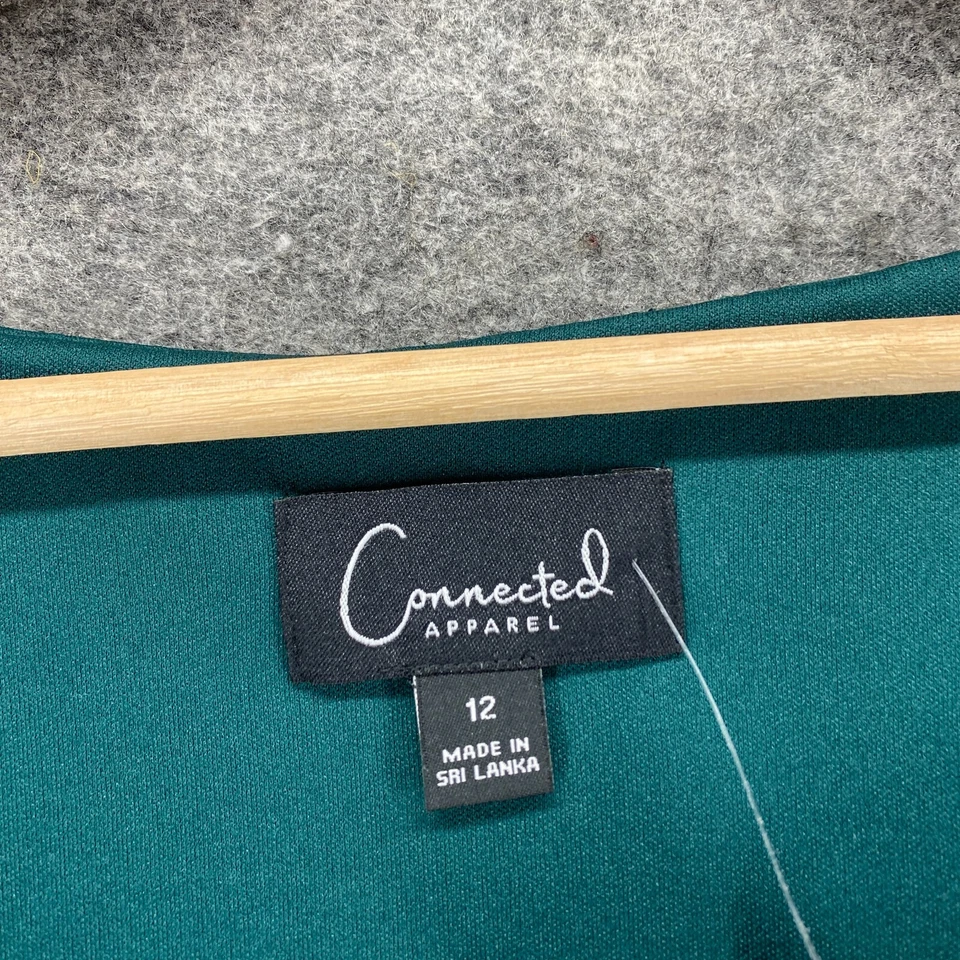 Connected
APPAREL
12
MADE IN
SRI LANKA